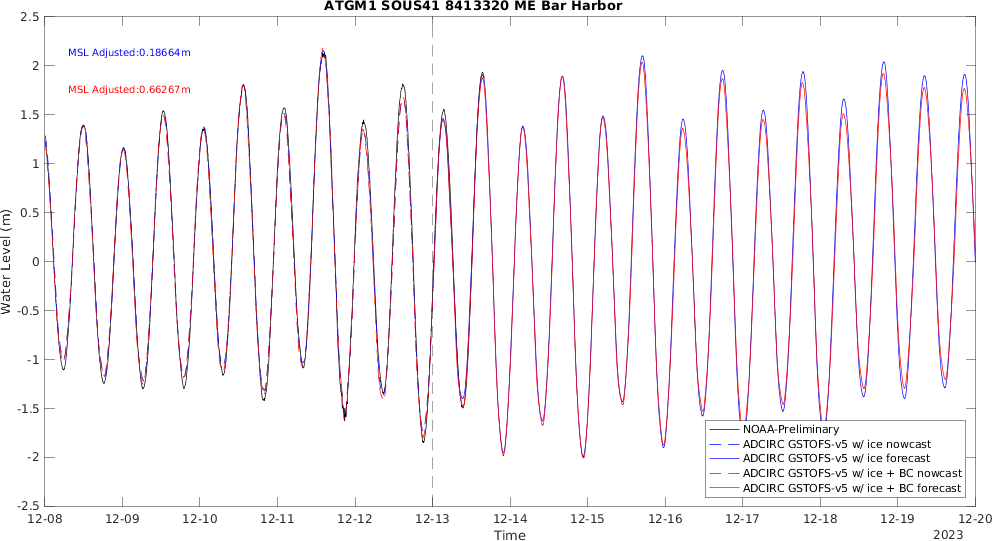 ATGM1 SOUS41 8413320 ME Bar Harbor
2.5
2
1.5
1
0.5
0
-0.5
-1
-1.5
-2
-2.5
Water Level (m)
MSL Adjusted:0.18664m
MSL Adjusted:0.66267m
NOAA-Preliminary
ADCIRC GSTOFS-v5 w/ ice nowcast
ADCIRC GSTOFS-v5 w/ ice forecast
ADCIRC GSTOFS-v5 w/ ice + BC nowcast
ADCIRC GSTOFS-v5 w/ ice + BC forecast
12-08 12-09 12-10 12-11 12-12 12-13 12-14 12-15 12-16 12-17 12-18 12-19 12-20
Time
2023